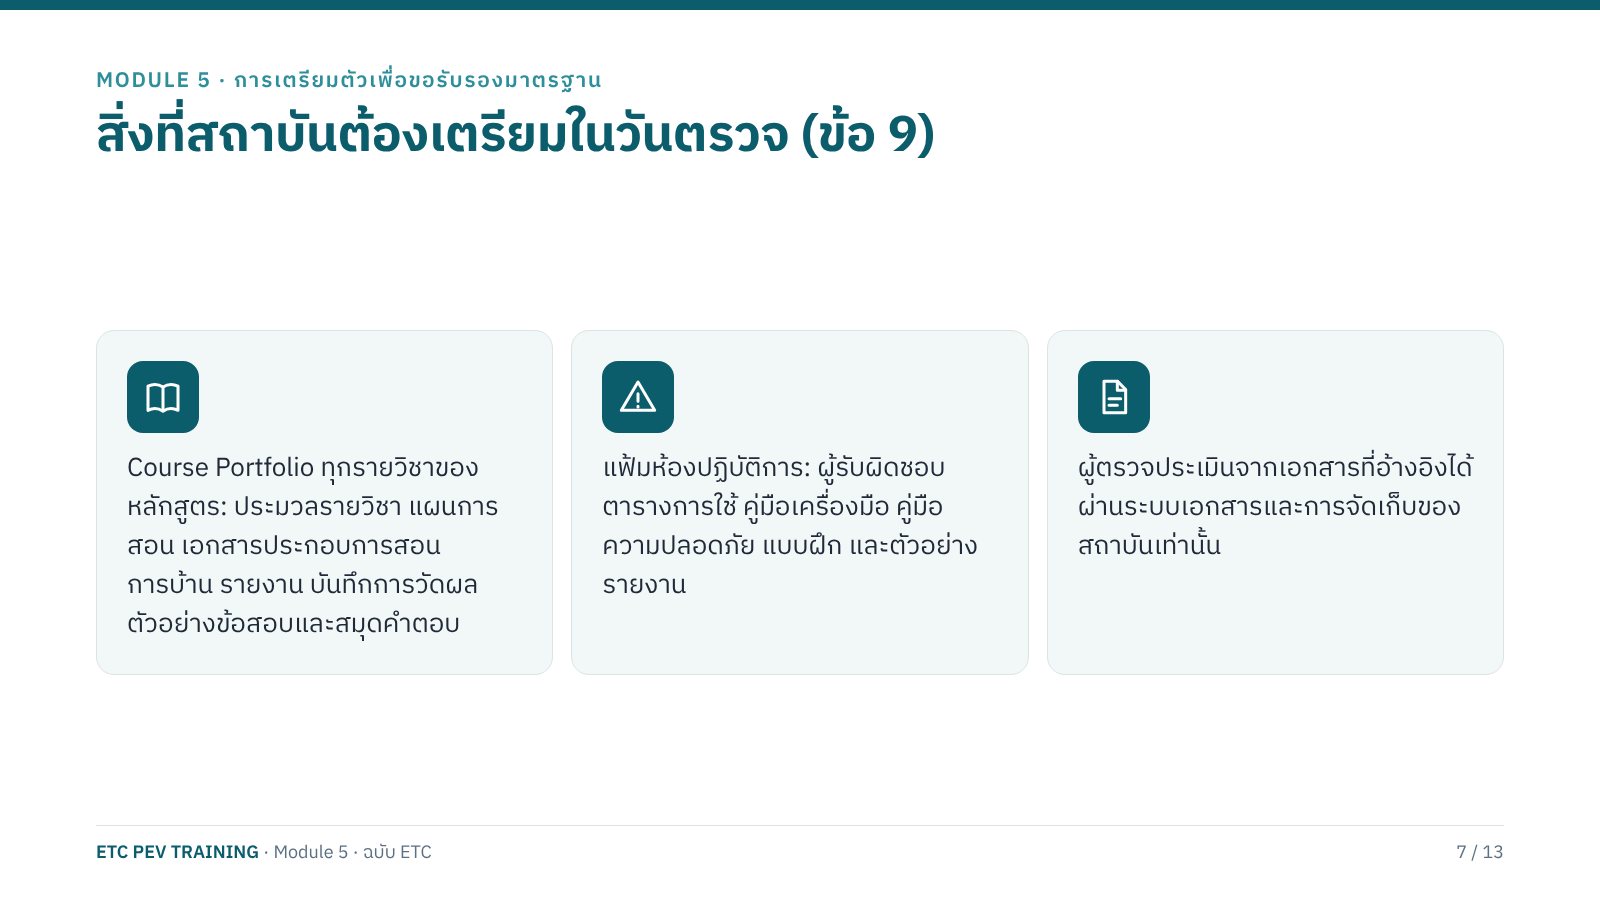 MODULE 5 · การเตรียมตัวเพื่อขอรับรองมาตรฐาน
สิ่งที่สถาบันต้องเตรียมในวันตรวจ (ข้อ 9)
Course Portfolio ทุกรายวิชาของ
หลักสูตร: ประมวลรายวิชา แผนการ
สอน เอกสารประกอบการสอน
การบ้าน รายงาน บันทึกการวัดผล
ตัวอย่างข้อสอบและสมุดคำตอบ
แฟ้มห้องปฏิบัติการ: ผู้รับผิดชอบ
ตารางการใช้ คู่มือเครื่องมือ คู่มือ
ความปลอดภัย แบบฝึก และตัวอย่าง
รายงาน
ผู้ตรวจประเมินจากเอกสารที่อ้างอิงได้
ผ่านระบบเอกสารและการจัดเก็บของ
สถาบันเท่านั้น
ETC PEV TRAINING · Module 5 · ฉบับ ETC
7 / 13